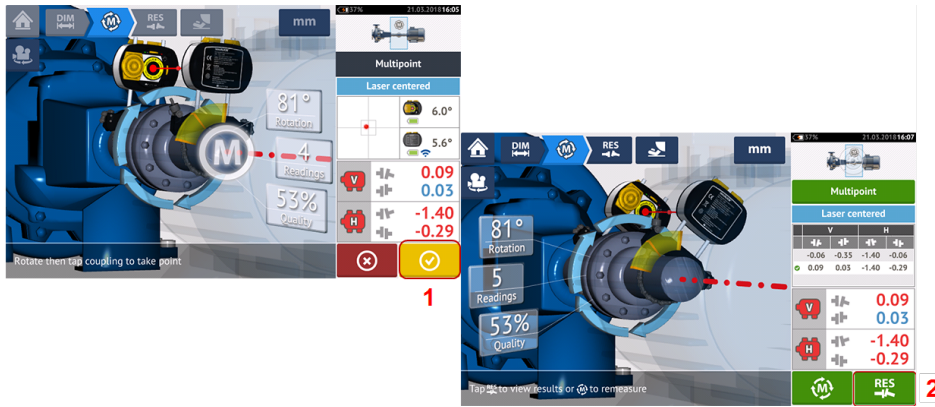 37% 21.03.2018 16:05
DIM M RES
mm
Multipoint
Laser centered
81°
Rotation
6.0°
M
4
Readings
5.6°
53%
Quality
V 0.09
0.03
H -1.40
-0.29
Rotate then tap coupling to take point
1
37% 21.03.2018 16:07
DIM M RES
mm
Multipoint
Laser centered
V H
-0.06 -0.35 -1.40 -0.06
0.09 0.03 -1.40 -0.29
81°
Rotation
5
Readings
53%
Quality
V 0.09
0.03
H -1.40
-0.29
Tap RES to view results or M to remeasure
M RES
2